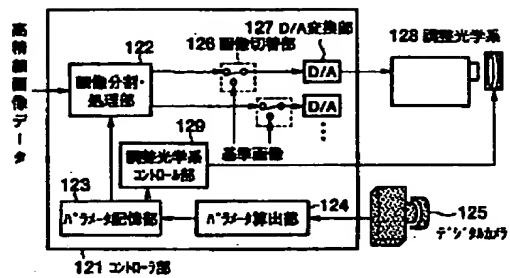 高精細画像データ
122
画像分割・
処理部
126 画像切替部
127 D/A変換部
D/A
D/A
128 調整光学系
基準画像
129
調整光学系
コントロール部
123
パラメータ記憶部
124
パラメータ算出部
125
デジタルカメラ
121 コントローラ部